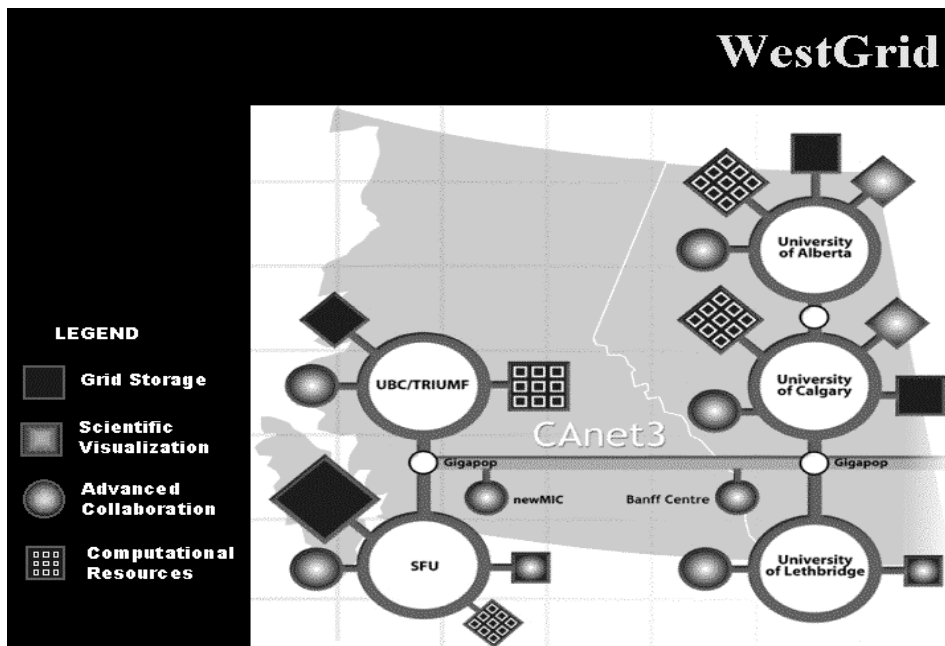 WestGrid
LEGEND
Grid Storage
Scientific
Visualization
Advanced
Collaboration
Computational
Resources
University
of Alberta
UBC/TRIUMF
University
of Calgary
CAnet3
Gigapop
Gigapop
newMIC
Banff Centre
SFU
University
of Lethbridge